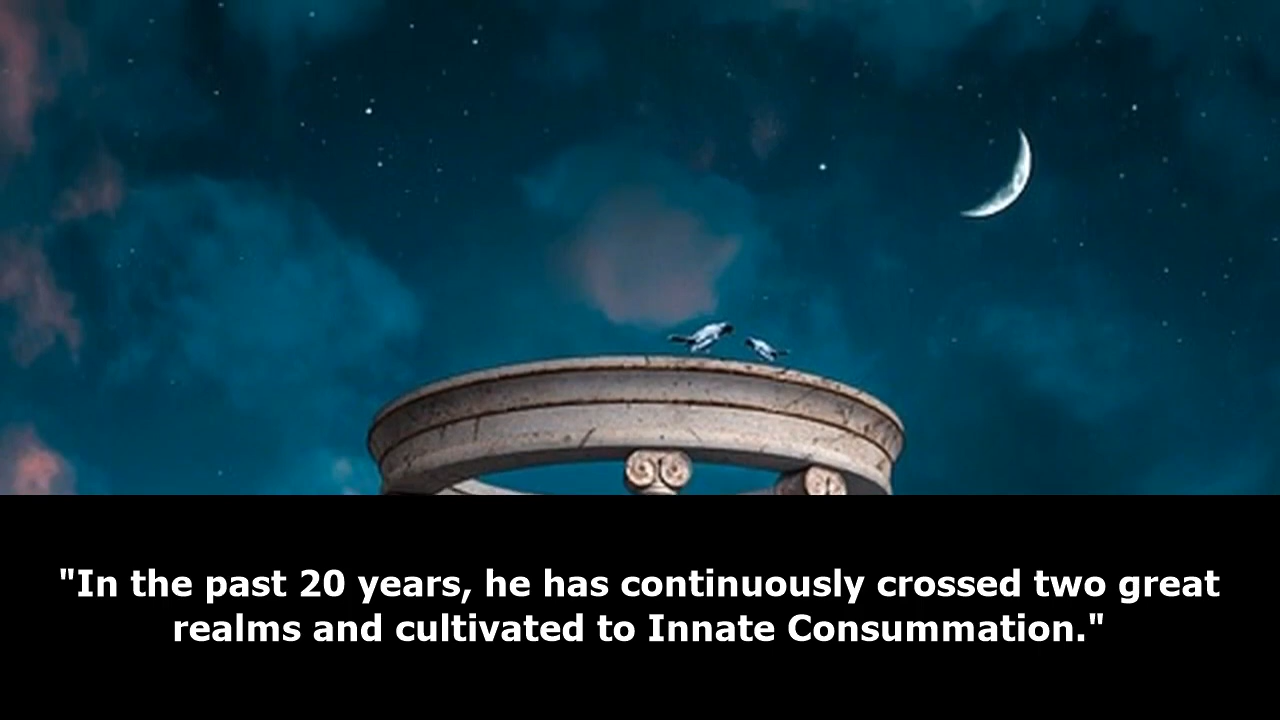 "In the past 20 years, he has continuously crossed two great
realms and cultivated to Innate Consummation."